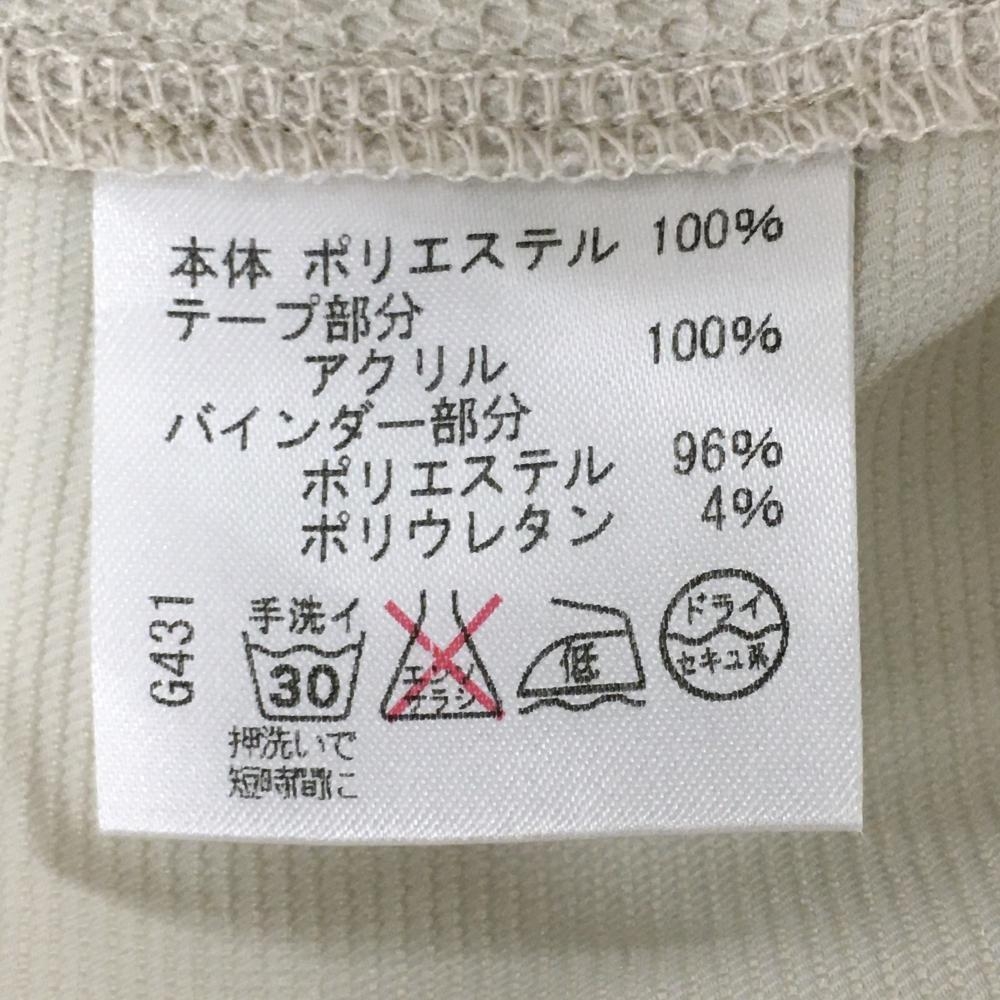 本体 ポリエステル 100%
テープ部分
アクリル 100%
バインダー部分
ポリエステル 96%
ポリウレタン 4%
G431
手洗イ
30
エンソ
サラシ
低
ドライ
セキユ系
押洗いで
短時間に